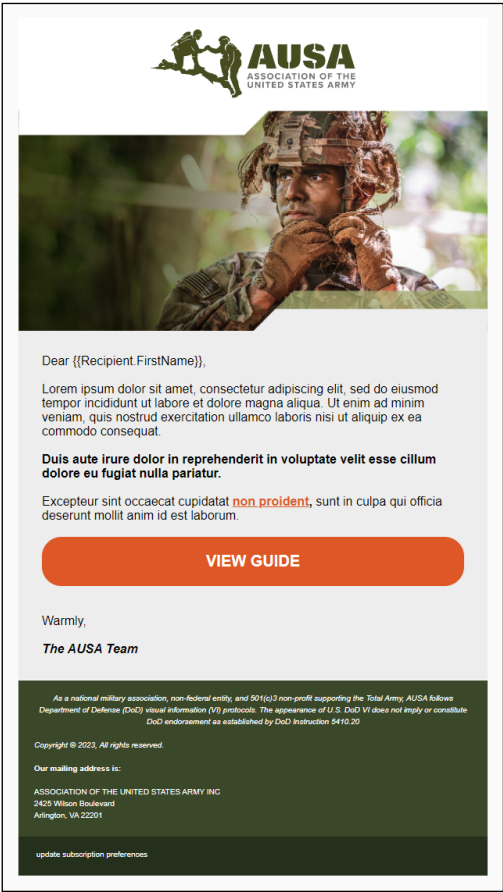 AUSA
ASSOCIATION OF THE
UNITED STATES ARMY
Dear {{Recipient.FirstName}},
Lorem ipsum dolor sit amet, consectetur adipiscing elit, sed do eiusmod
tempor incididunt ut labore et dolore magna aliqua. Ut enim ad minim
veniam, quis nostrud exercitation ullamco laboris nisi ut aliquip ex ea
commodo consequat.
Duis aute irure dolor in reprehenderit in voluptate velit esse cillum
dolore eu fugiat nulla pariatur.
Excepteur sint occaecat cupidatat non proident, sunt in culpa qui officia
deserunt mollit anim id est laborum.
VIEW GUIDE
Warmly,
The AUSA Team
As a national military association, non-federal entity, and 501(c)3 non-profit supporting the Total Army, AUSA follows
Department of Defense (DoD) visual information (VI) protocols. The appearance of U.S. DoD VI does not imply or constitute
DoD endorsement as established by DoD Instruction 5410.20
Copyright © 2023, All rights reserved.
Our mailing address is:
ASSOCIATION OF THE UNITED STATES ARMY INC
2425 Wilson Boulevard
Arlington, VA 22201
update subscription preferences